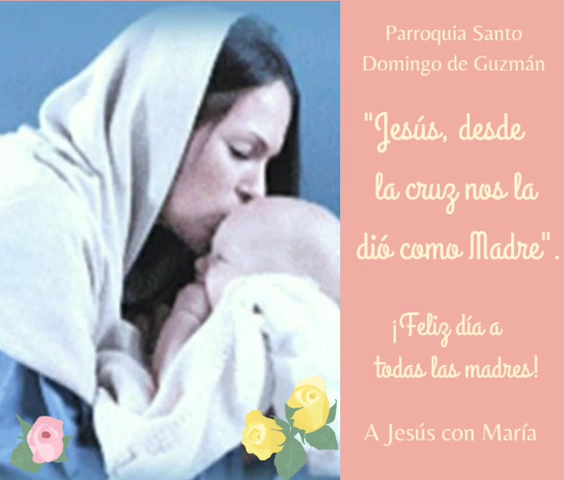 Parroquia Santo
Domingo de Guzmán
"Jesús, desde
la cruz nos la
dió como Madre".
¡Feliz día a
todas las madres!
A Jesús con María